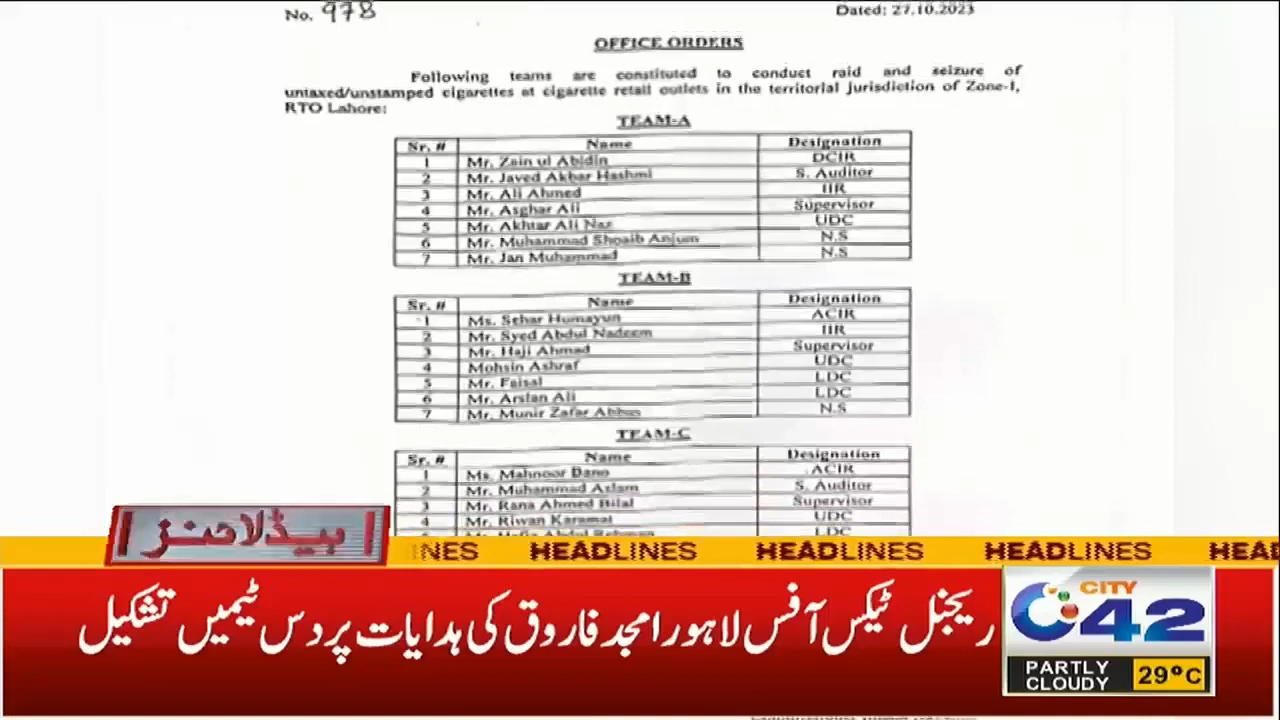 No. 978
Dated: 27.10.2023
OFFICE ORDERS
Following teams are constituted to conduct raid and seizure of
untaxed/unstamped cigarettes at cigarette retail outlets in the territorial jurisdiction of Zone-I,
RTO Lahore:
TEAM-A
Sr. # Name Designation
1 Mr. Zain ul Abidin DCIR
2 Mr. Javed Akbar Hashmi S. Auditor
3 Mr. Ali Ahmed IIR
4 Mr. Asghar Ali Supervisor
5 Mr. Akhtar Ali Naz UDC
6 Mr. Muhammad Shoaib Anjum N.S
7 Mr. Jan Muhammad N.S
TEAM-B
Sr. # Name Designation
1 Ms. Sehar Humayun ACIR
2 Mr. Syed Abdul Nadeem IIR
3 Mr. Haji Ahmad Supervisor
4 Mohsin Ashraf UDC
5 Mr. Faisal LDC
6 Mr. Arslan Ali LDC
7 Mr. Munir Zafar Abbas N.S
TEAM-C
Sr. # Name Designation
1 Ms. Mahnoor Bano ACIR
2 Mr. Muhammad Aslam S. Auditor
3 Mr. Rana Ahmed Bilal Supervisor
4 Mr. Riwan Karamat UDC
Abdul Rehman LDC
ہیڈلائنز
INES HEADLINES HEADLINES HEADLINES HEA
ریجنل ٹیکس آفس لاہور امجد فاروق کی ہدایات پر دس ٹیمیں تشکیل
CITY
42
PARTLY CLOUDY 29°C